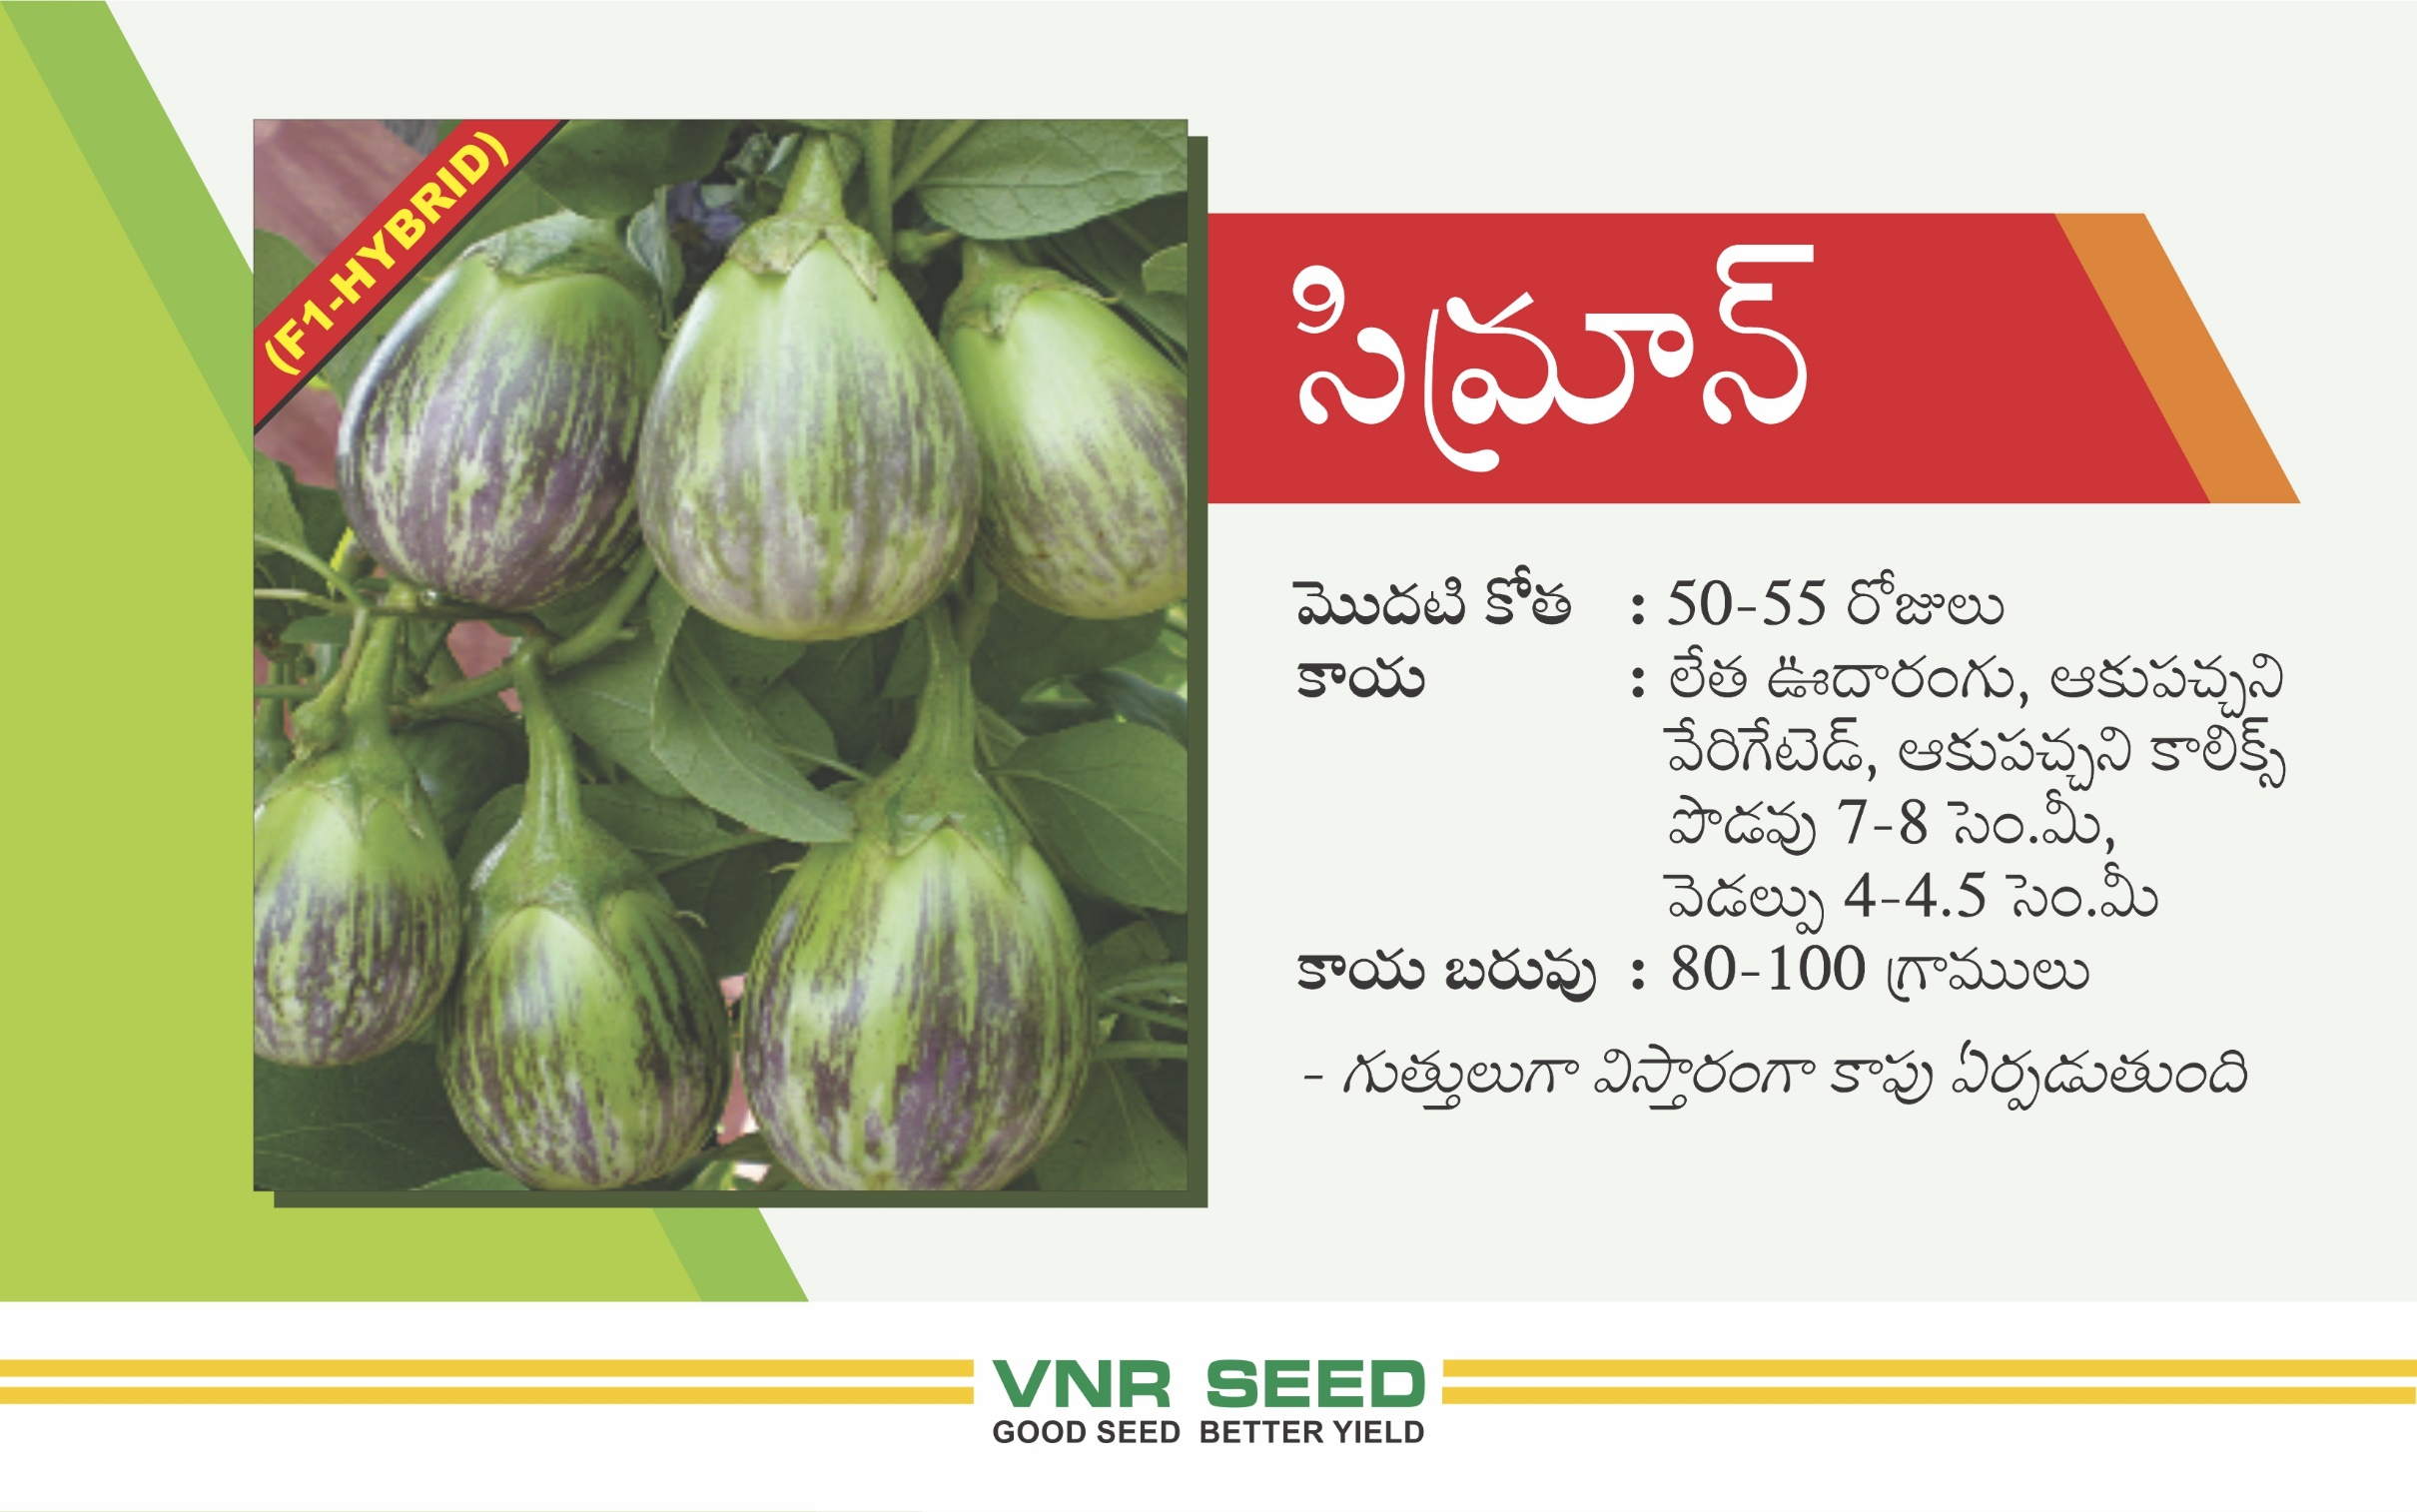 (F1-HYBRID)
సిమ్రాన్
మొదటి కోత : 50-55 రోజులు
కాయ : లేత ఊదారంగు, ఆకుపచ్చని
వేరిగేటెడ్, ఆకుపచ్చని కాలిక్స్
పొడవు 7-8 సెం.మీ,
వెడల్పు 4-4.5 సెం.మీ
కాయ బరువు : 80-100 గ్రాములు
- గుత్తులుగా విస్తారంగా కాపు ఏర్పడుతుంది
VNR SEED
GOOD SEED BETTER YIELD